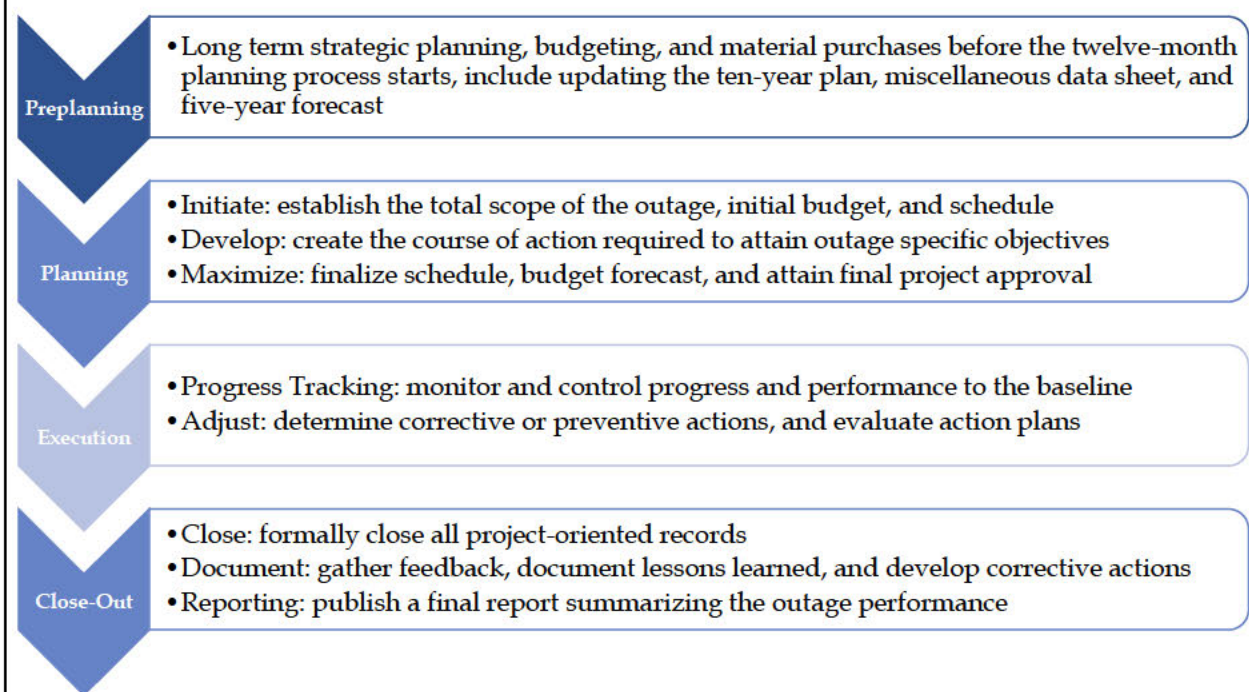 Preplanning
•Long term strategic planning, budgeting, and material purchases before the twelve-month
planning process starts, include updating the ten-year plan, miscellaneous data sheet, and
five-year forecast
Planning
•Initiate: establish the total scope of the outage, initial budget, and schedule
•Develop: create the course of action required to attain outage specific objectives
•Maximize: finalize schedule, budget forecast, and attain final project approval
Execution
•Progress Tracking: monitor and control progress and performance to the baseline
•Adjust: determine corrective or preventive actions, and evaluate action plans
Close-Out
•Close: formally close all project-oriented records
•Document: gather feedback, document lessons learned, and develop corrective actions
•Reporting: publish a final report summarizing the outage performance